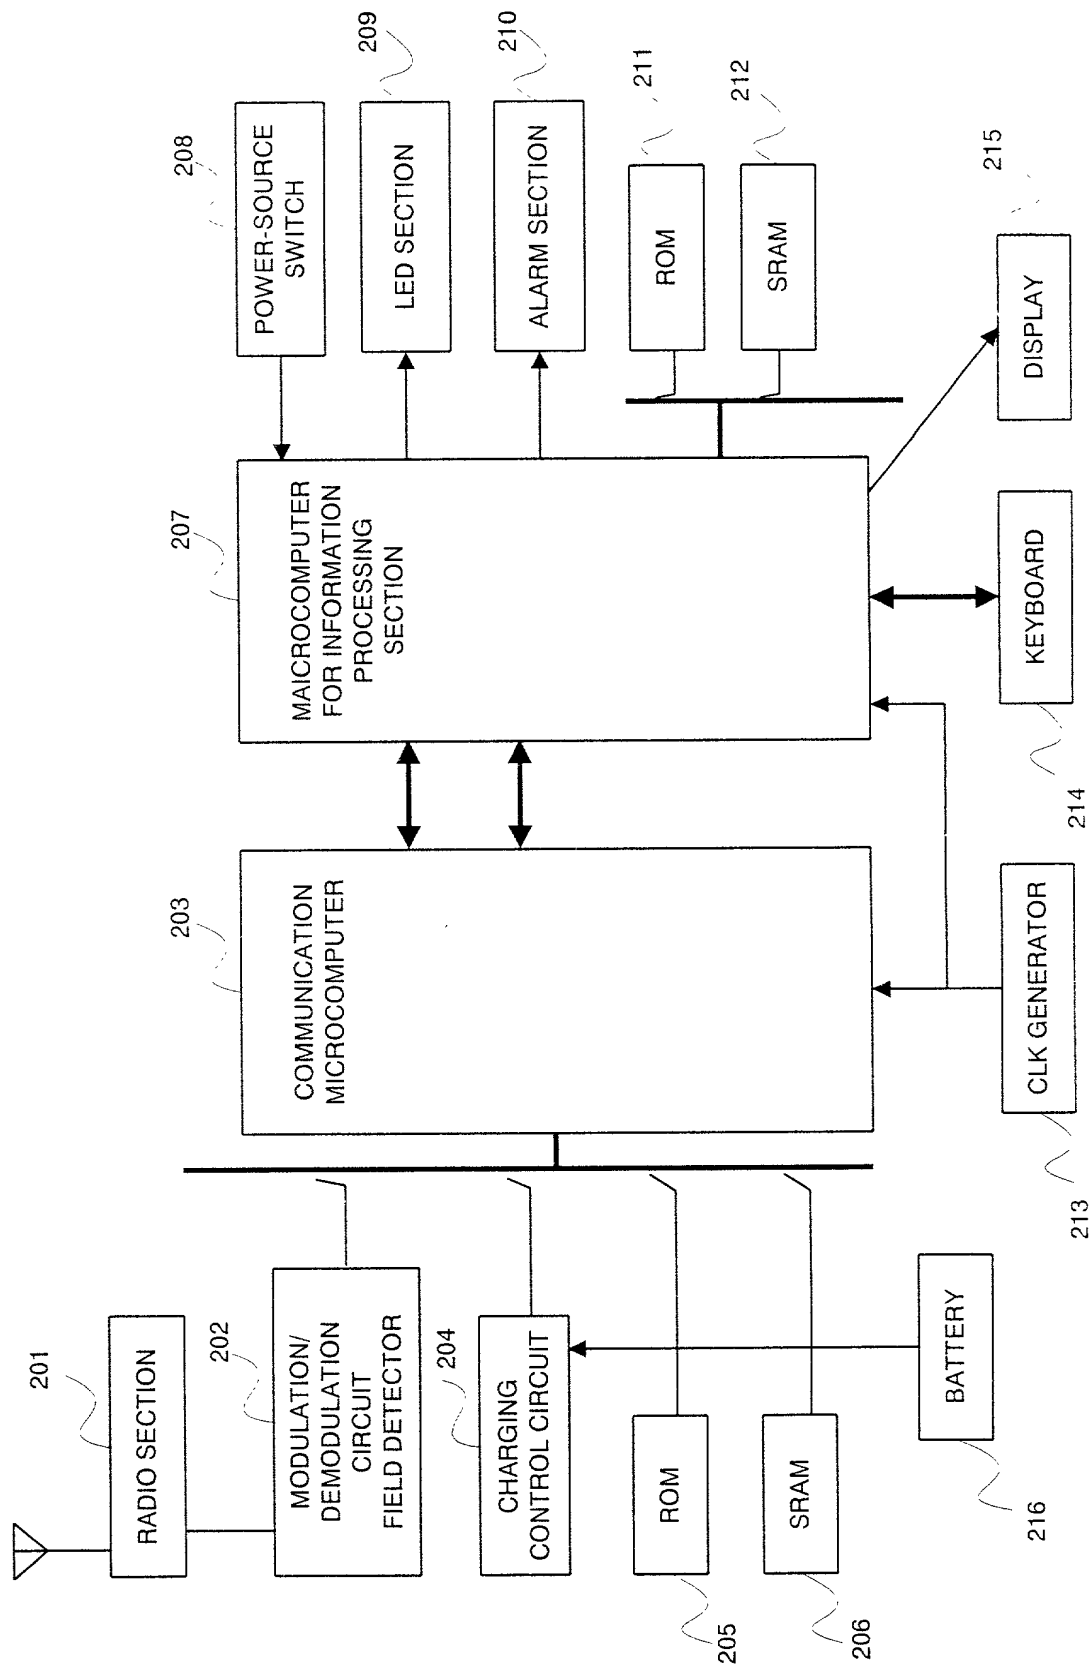 201
RADIO SECTION
202
MODULATION/
DEMODULATION
CIRCUIT
FIELD DETECTOR
204
CHARGING
CONTROL CIRCUIT
ROM
205
SRAM
206
BATTERY
216
203
COMMUNICATION
MICROCOMPUTER
CLK GENERATOR
213
207
MAICROCOMPUTER
FOR INFORMATION
PROCESSING
SECTION
KEYBOARD
214
208
POWER-SOURCE
SWITCH
209
LED SECTION
210
ALARM SECTION
211
ROM
212
SRAM
215
DISPLAY